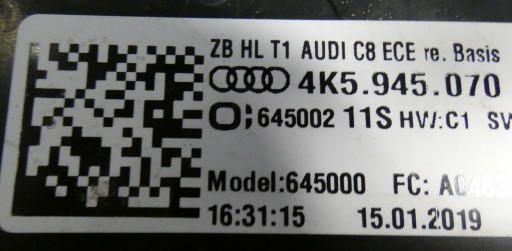 ZB HL T1 AUDI C8 ECE re. Basis
4K5.945.070
645002 11S HW:C1 SW
Model:645000 FC: A0463
16:31:15 15.01.2019